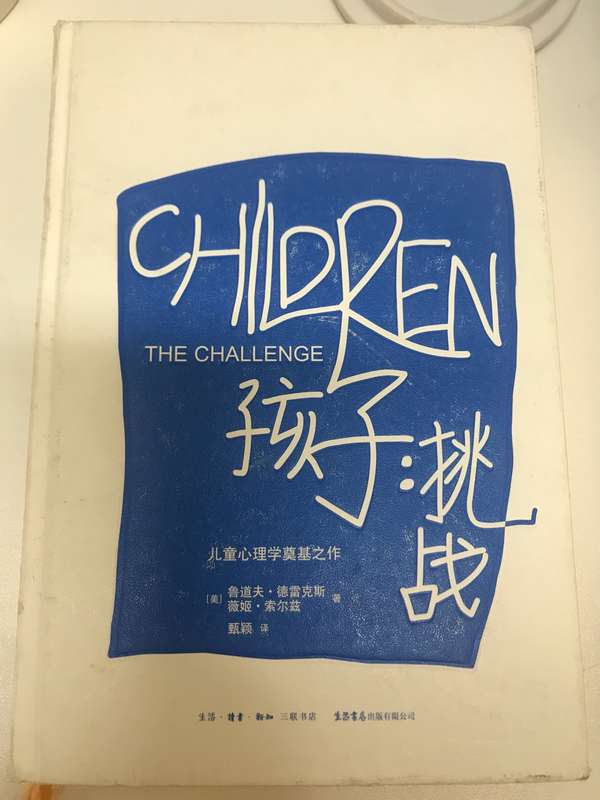 CHILDREN
THE CHALLENGE
孩子:挑战
儿童心理学奠基之作
[美] 鲁道夫·德雷克斯
薇姬·索尔兹 著
甄颖 译
生活·读书·新知 三联书店 生活書店出版有限公司